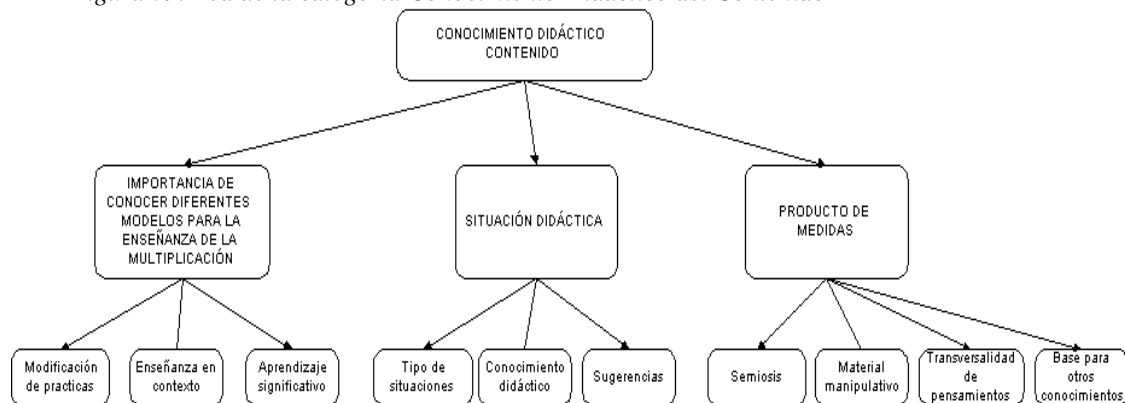 CONOCIMIENTO DIDÁCTICO
CONTENIDO
IMPORTANCIA DE
CONOCER DIFERENTES
MODELOS PARA LA
ENSEÑANZA DE LA
MULTIPLICACIÓN
SITUACIÓN DIDÁCTICA
PRODUCTO DE
MEDIDAS
Modificación
de practicas
Enseñanza en
contexto
Aprendizaje
significativo
Tipo de
situaciones
Conocimiento
didáctico
Sugerencias
Semiosis
Material
manipulativo
Transversalidad
de
pensamientos
Base para
otros
conocimientos